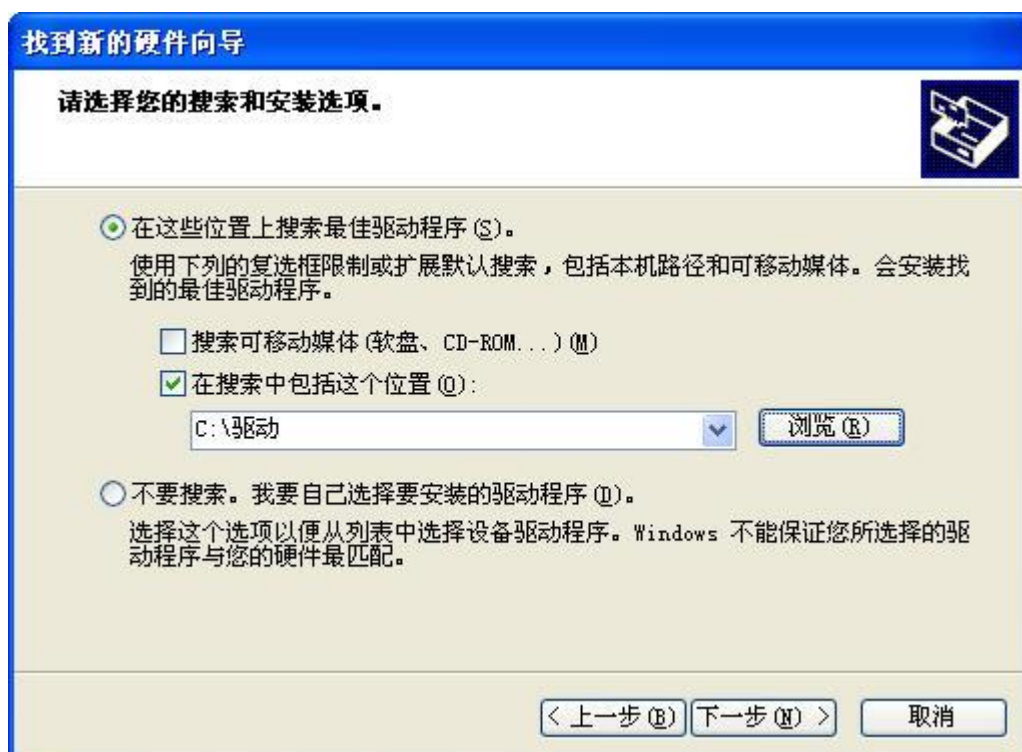 找到新的硬件向导
请选择您的搜索和安装选项。
在这些位置上搜索最佳驱动程序(S)。
使用下列的复选框限制或扩展默认搜索，包括本机路径和可移动媒体。会安装找
到的最佳驱动程序。
搜索可移动媒体(软盘、CD-ROM...)(M)
在搜索中包括这个位置(O):
C:\驱动
浏览(R)
不要搜索。我要自己选择要安装的驱动程序(D)。
选择这个选项以便从列表中选择设备驱动程序。Windows 不能保证您所选择的驱
动程序与您的硬件最匹配。
< 上一步(B) 下一步(N) > 取消